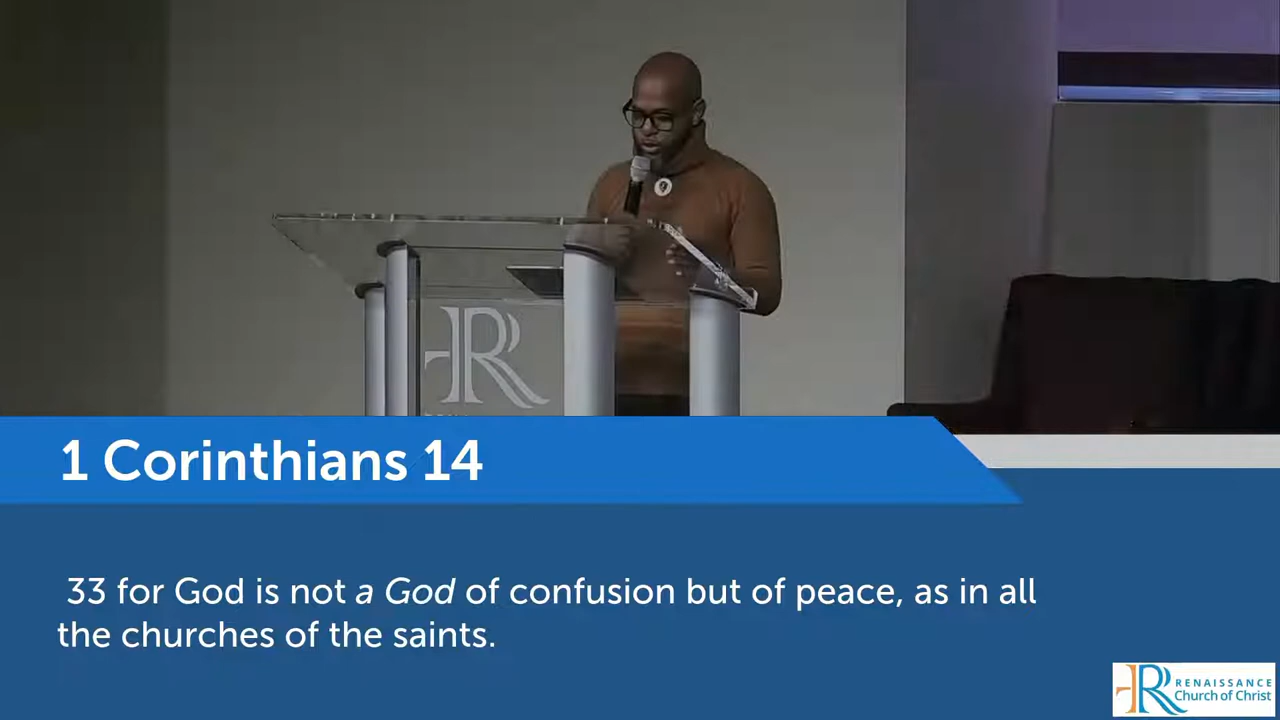 R
1 Corinthians 14
33 for God is not a God of confusion but of peace, as in all
the churches of the saints.
R RENAISSANCE
Church of Christ